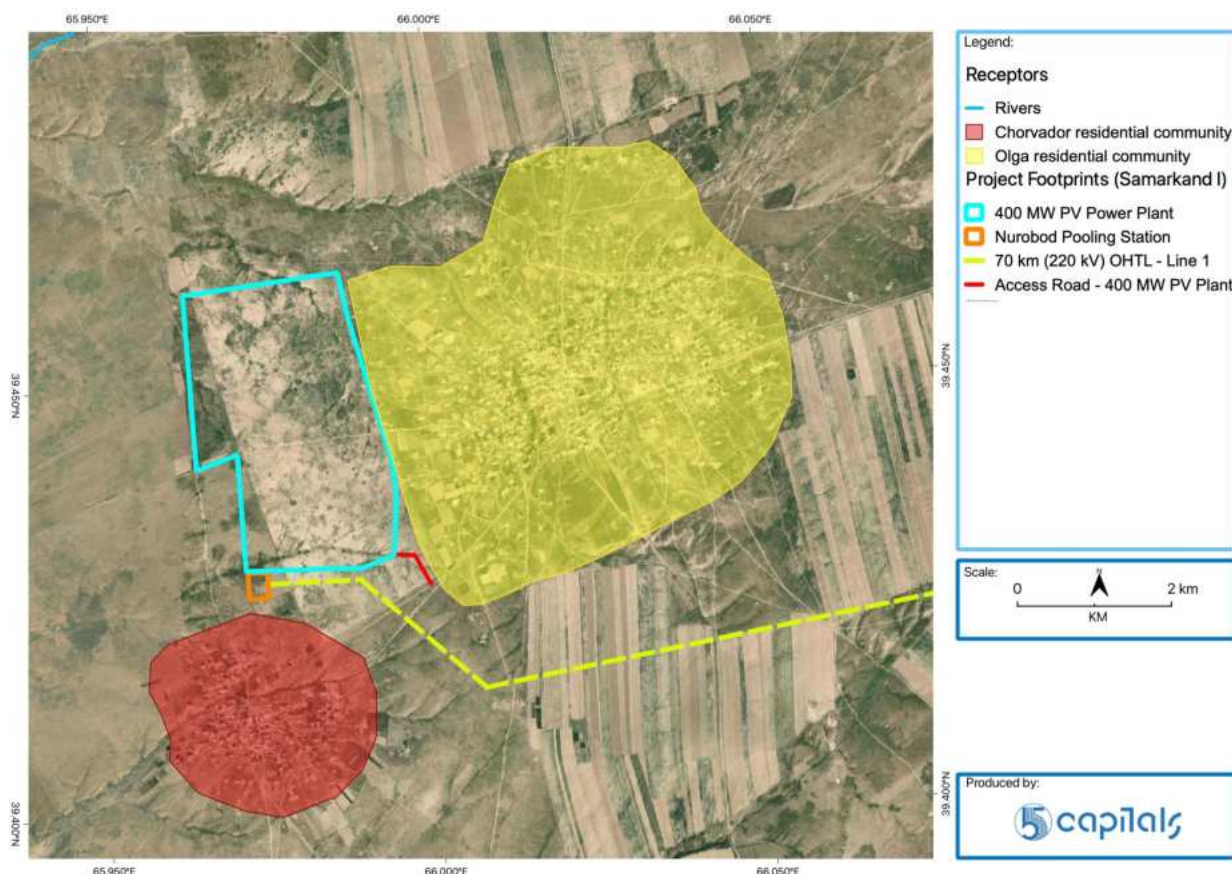 65.950°E 66.000°E 66.050°E
39.450°N
39.400°N
39.450°N
39.400°N
65.950°E 66.000°E 66.050°E
Legend:
Receptors
Rivers
Chorvador residential community
Olga residential community
Project Footprints (Samarkand I)
400 MW PV Power Plant
Nurobod Pooling Station
70 km (220 kV) OHTL - Line 1
Access Road - 400 MW PV Plant
Scale:
N
0 2 km
KM
Produced by:
5 capitals